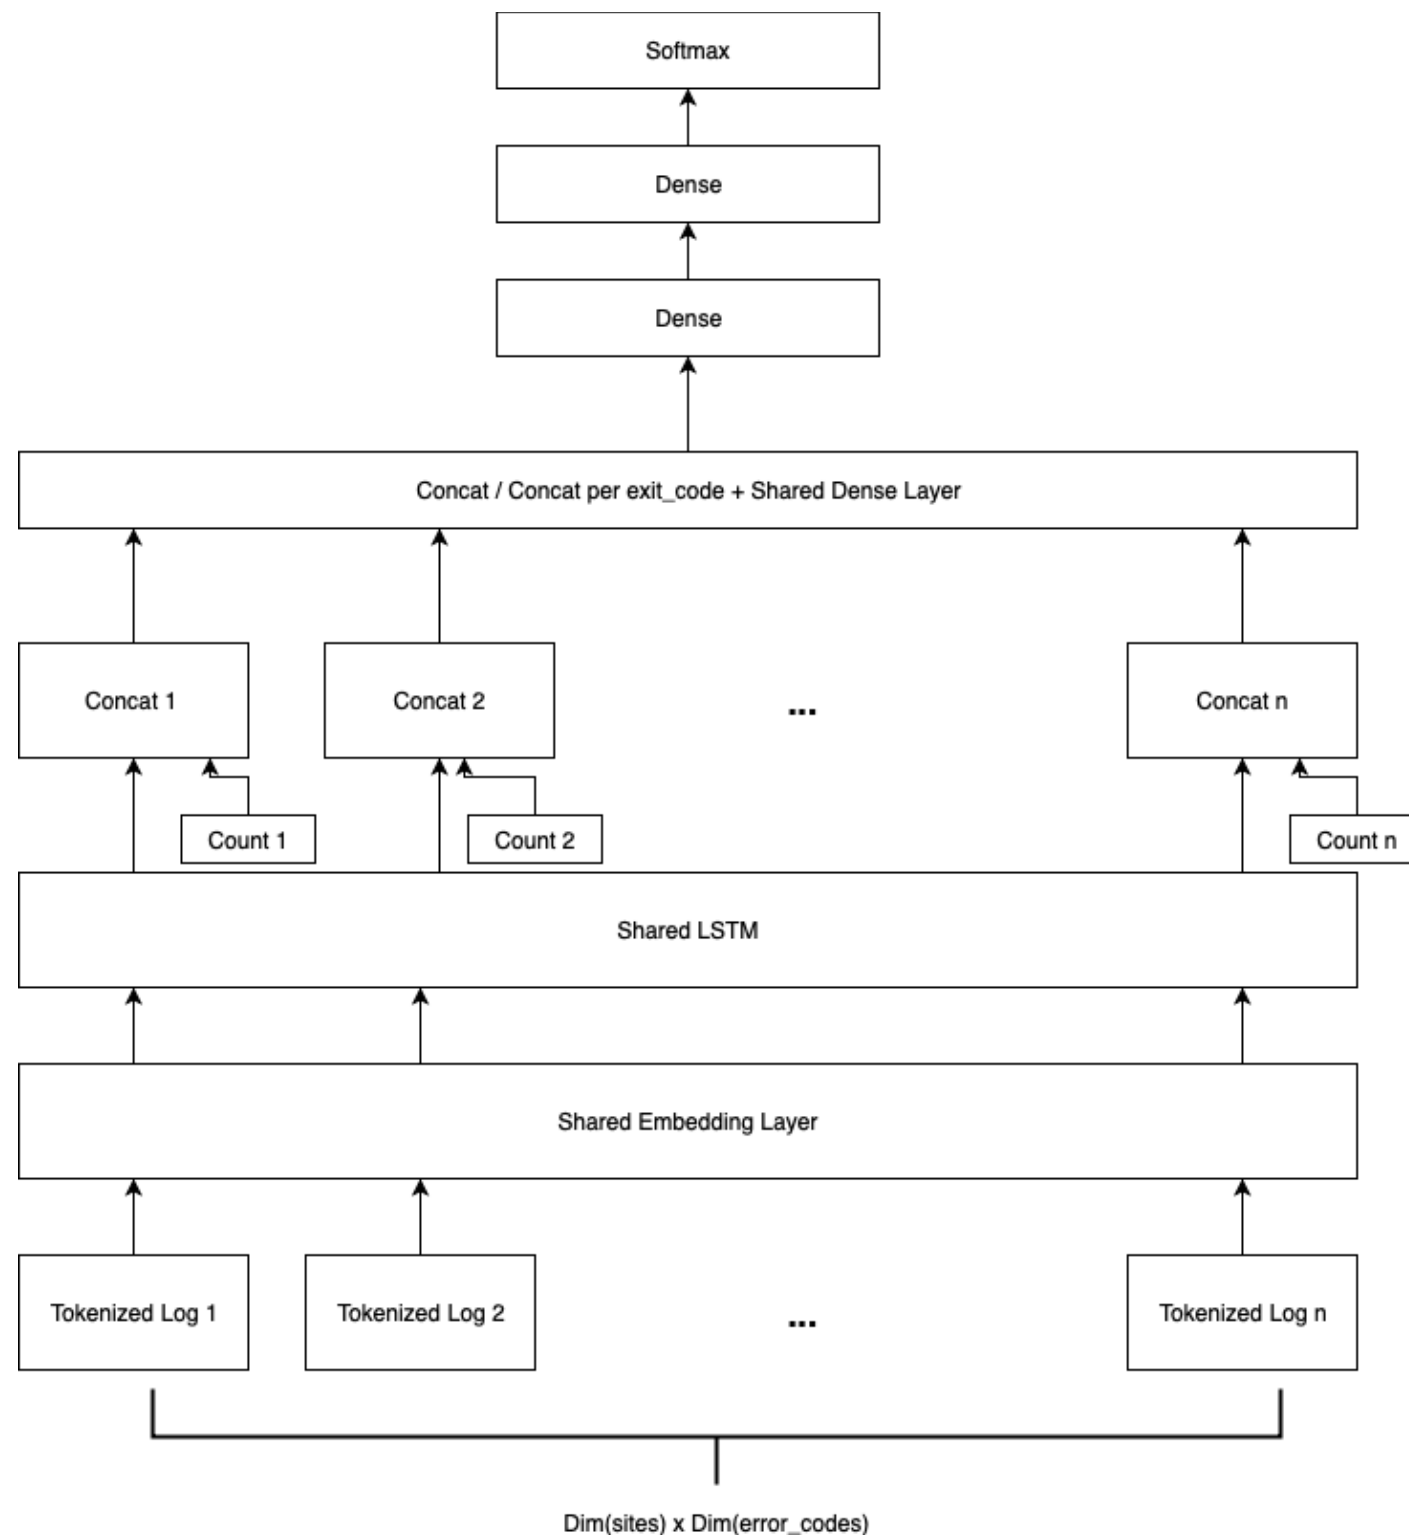 Softmax
Dense
Dense
Concat / Concat per exit_code + Shared Dense Layer
Concat 1
Concat 2
...
Concat n
Count 1
Count 2
Count n
Shared LSTM
Shared Embedding Layer
Tokenized Log 1
Tokenized Log 2
...
Tokenized Log n
Dim(sites) x Dim(error_codes)